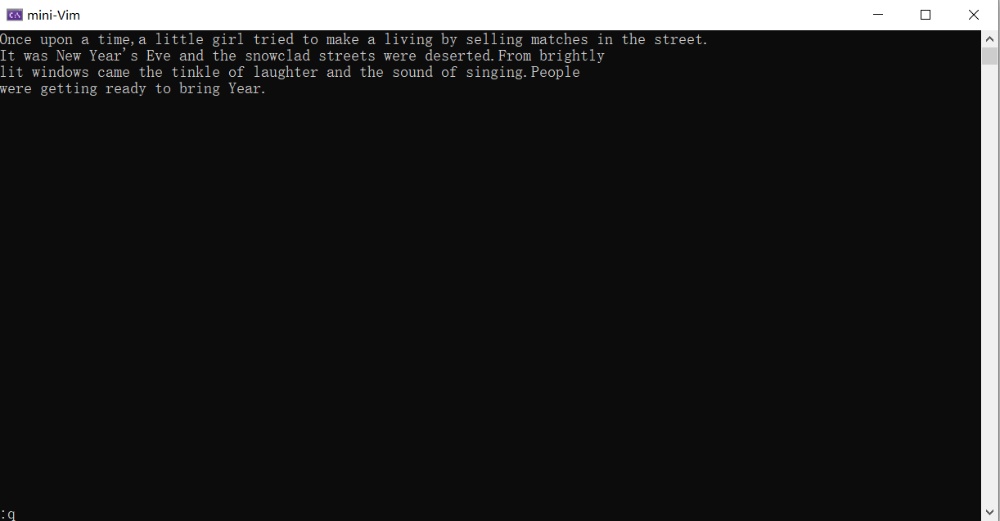 mini-Vim
Once upon a time,a little girl tried to make a living by selling matches in the street.
It was New Year's Eve and the snowclad streets were deserted.From brightly
lit windows came the tinkle of laughter and the sound of singing.People
were getting ready to bring Year.
:q